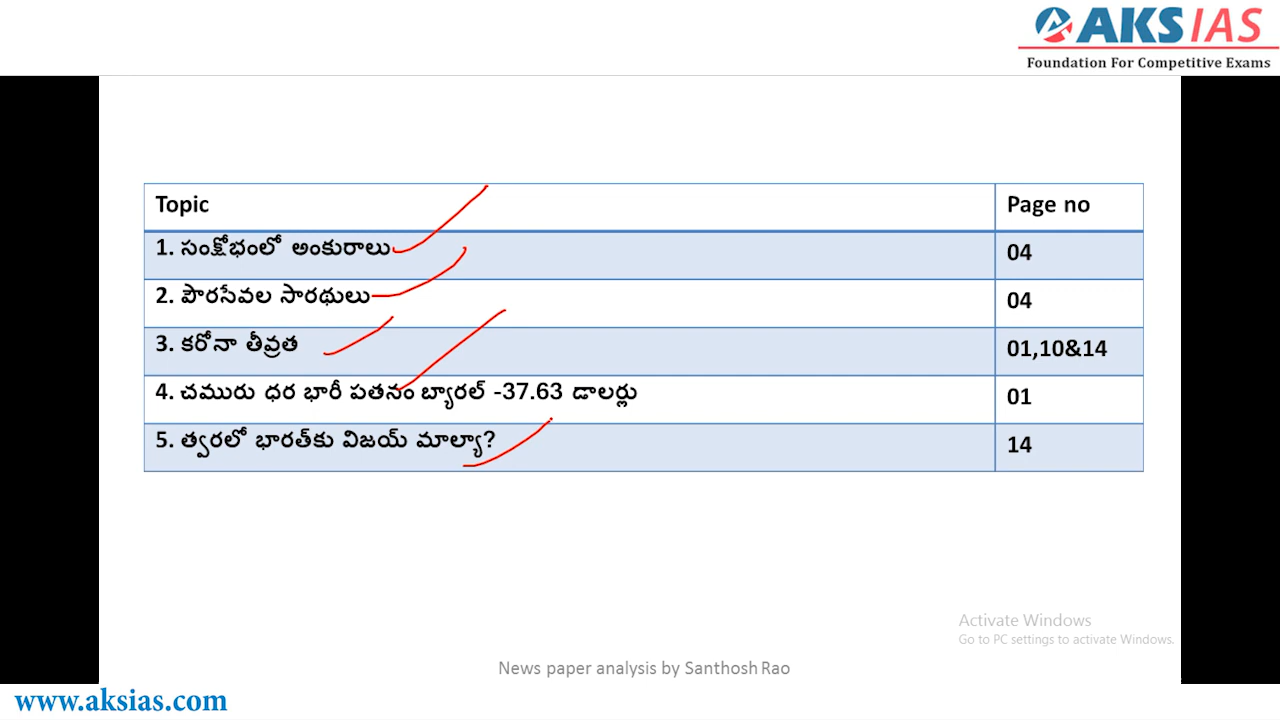 AKS IAS
Foundation For Competitive Exams
Topic Page no
1. సంక్షోభంలో అంకురాలు 04
2. పౌరసేవల సారథులు 04
3. కరోనా తీవ్రత 01,10&14
4. చమురు ధర భారీ పతనం బ్యారల్ -37.63 డాలర్లు 01
5. త్వరలో భారత్‌కు విజయ్ మాల్యా? 14
Activate Windows
Go to PC settings to activate Windows.
News paper analysis by Santhosh Rao
www.aksias.com